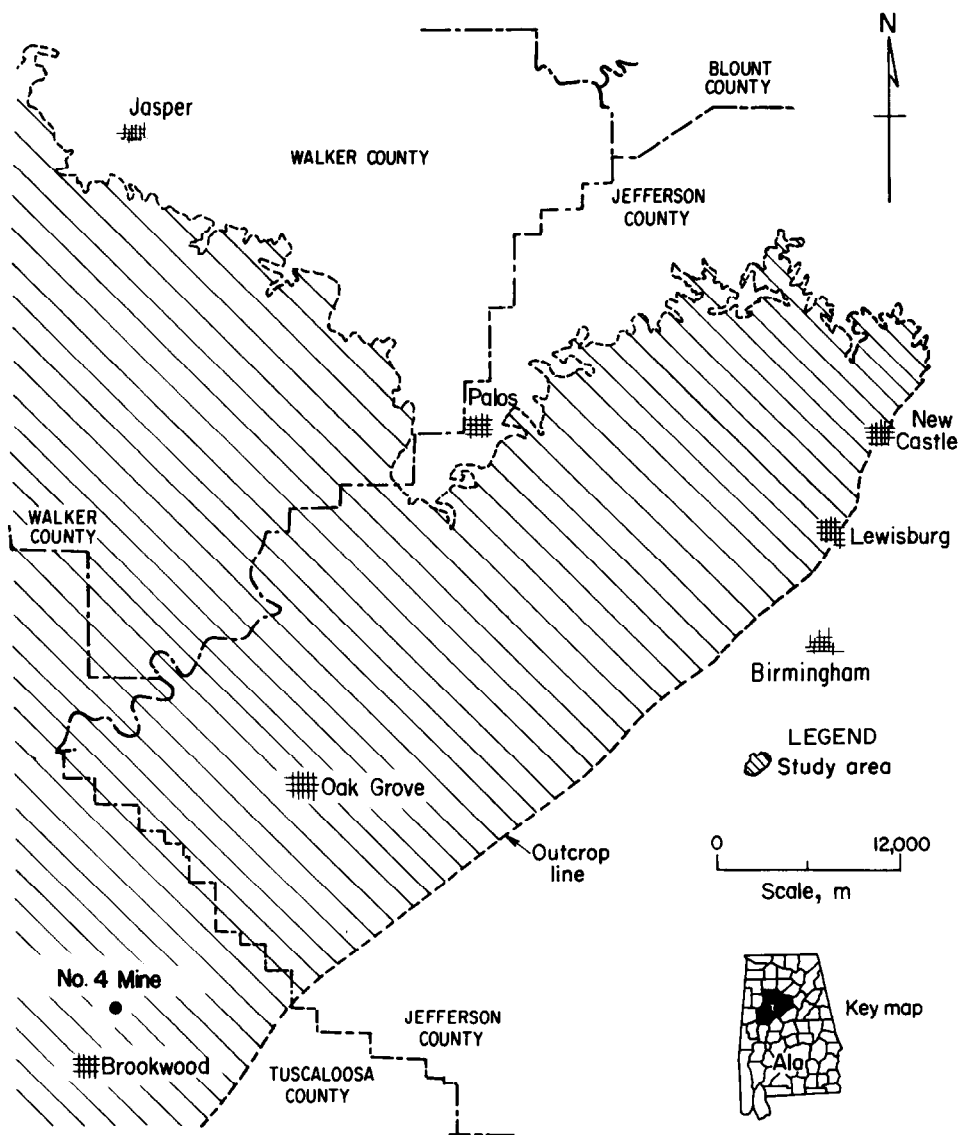 N
BLOUNT
COUNTY
Jasper
WALKER COUNTY
JEFFERSON
COUNTY
Palos
New
Castle
WALKER
COUNTY
Lewisburg
Birmingham
LEGEND
Study area
Oak Grove
Outcrop
line
0 12,000
Scale, m
No. 4 Mine
Key map
JEFFERSON
COUNTY
Brookwood
TUSCALOOSA
COUNTY
Ala